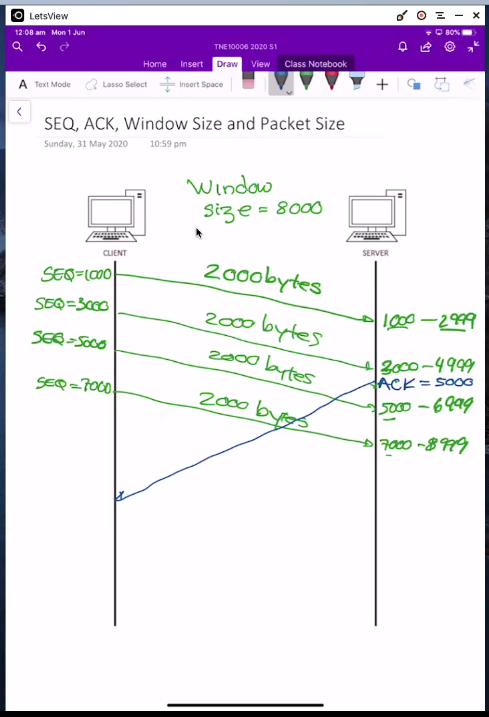 LetsView
12:08 am Mon 1 Jun
80%
TNE10006 2020 S1
Home Insert Draw View Class Notebook
Text Mode Lasso Select Insert Space
SEQ, ACK, Window Size and Packet Size
Sunday, 31 May 2020 10:59 pm
Window
size = 8000
CLIENT
SERVER
SEQ=1000
2000bytes
1000 - 2999
SEQ=3000
2000 bytes
3000 - 4999
SEQ=5000
2000 bytes
ACK = 5000
5000 - 6999
SEQ=7000
2000 bytes
7000 - 8999